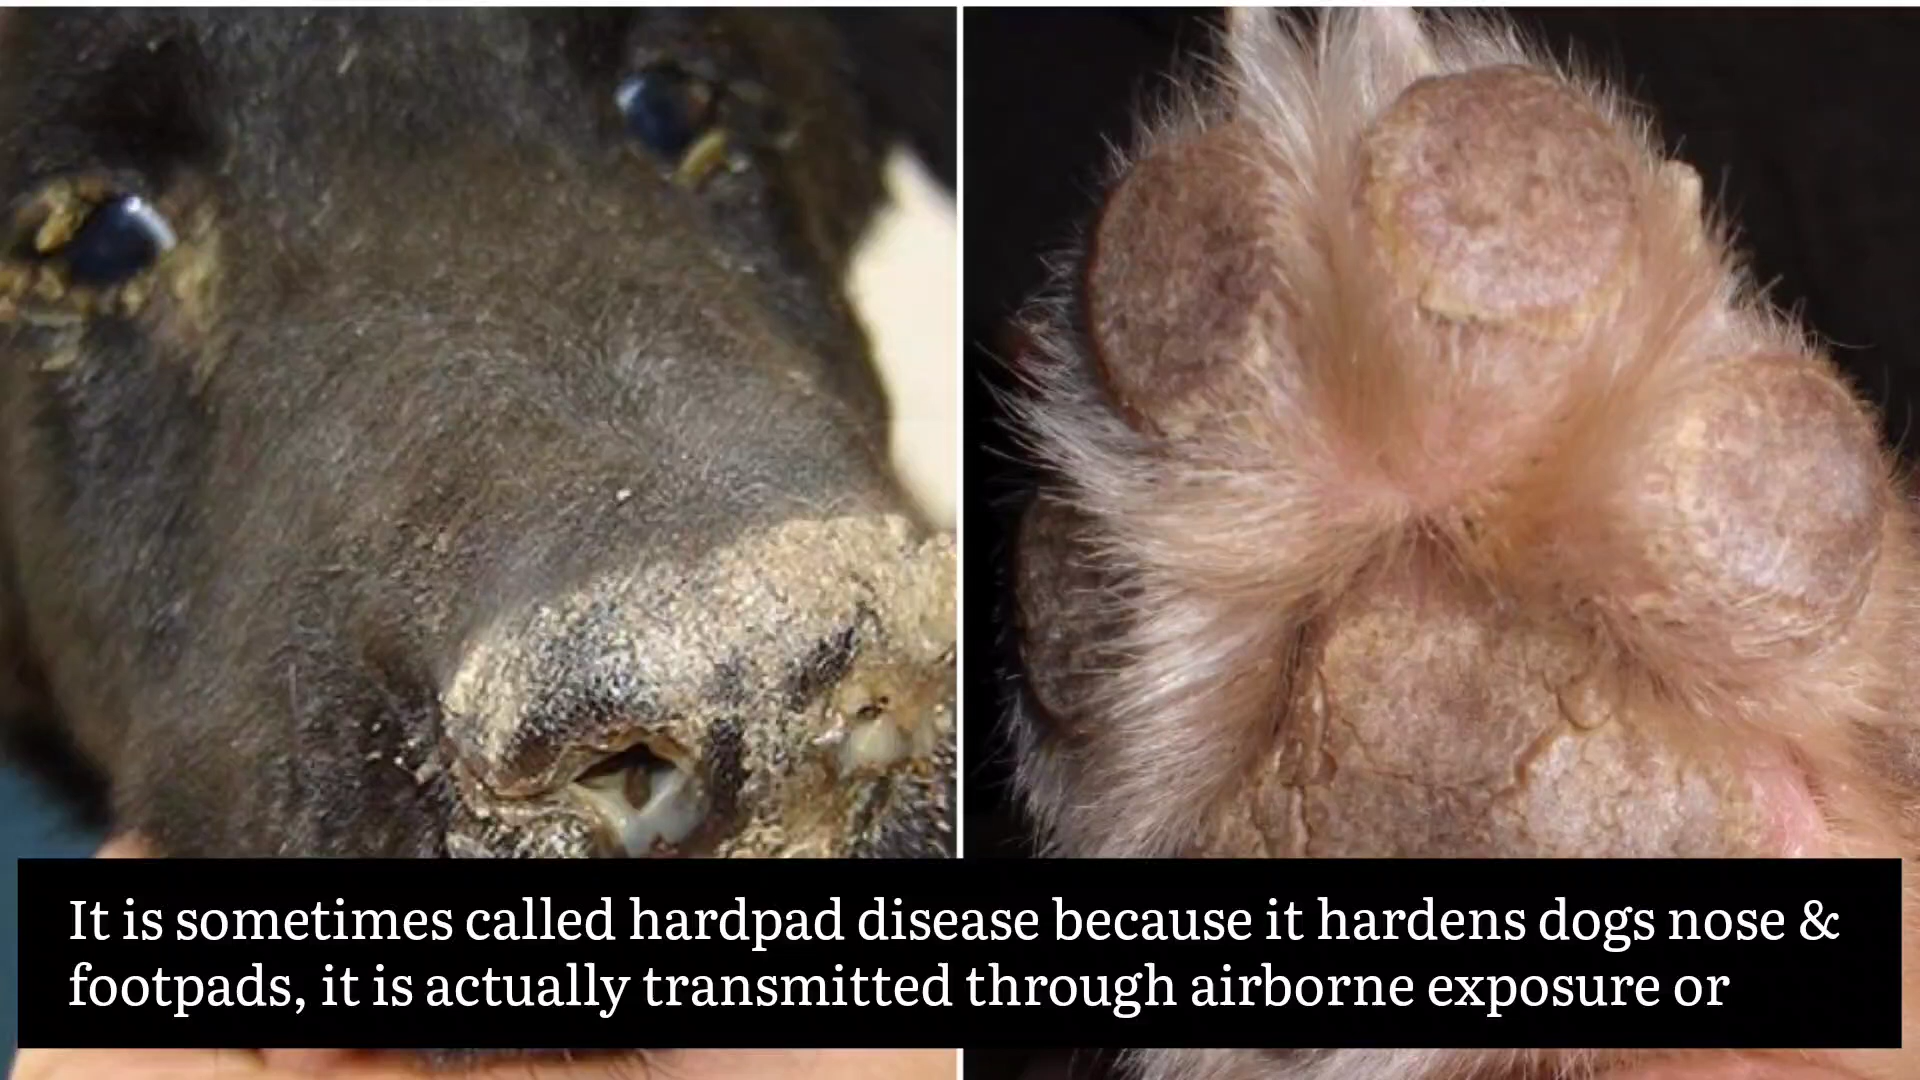 It is sometimes called hardpad disease because it hardens dogs nose &
footpads, it is actually transmitted through airborne exposure or